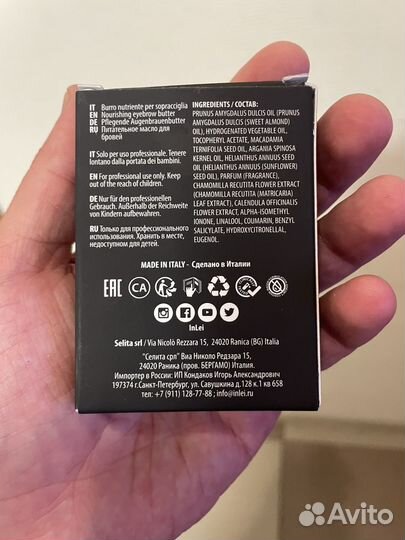 IT Burro nutriente per sopracciglia
EN Nourishing eyebrow butter
DE Pflegende Augenbrauenbutter
RU Питательное масло для
бровей
IT Solo per uso professionale. Tenere
lontano dalla portata dei bambini.
EN For professional use only. Keep
out of the reach of children.
DE Nur für den professionellen
Gebrauch. Außerhalb der Reichweite
von Kindern aufbewahren.
RU Только для профессионального
использования. Хранить в месте,
недоступном для детей.
INGREDIENTS / СОСТАВ:
PRUNUS AMYGDALUS DULCIS OIL (PRUNUS
AMYGDALUS DULCIS (SWEET ALMOND)
OIL), HYDROGENATED VEGETABLE OIL,
TOCOPHERYL ACETATE, MACADAMIA
TERNIFOLIA SEED OIL, ARGANIA SPINOSA
KERNEL OIL, HELIANTHUS ANNUUS SEED
OIL (HELIANTHUS ANNUUS (SUNFLOWER)
SEED OIL), PARFUM (FRAGRANCE),
CHAMOMILLA RECUTITA FLOWER EXTRACT
(CHAMOMILLA RECUTITA (MATRICARIA)
LEAF EXTRACT), CALENDULA OFFICINALIS
FLOWER EXTRACT, ALPHA-ISOMETHYL
IONONE, LINALOOL, COUMARIN, BENZYL
SALICYLATE, HYDROXYCITRONELLAL,
EUGENOL.
MADE IN ITALY - Сделано в Италии
EAC CA
InLei
Selita srl / Via Nicolò Rezzara 15, 24020 Ranica (BG) Italia
"Селита срл" Виа Николо Редзара 15,
24020 Раника (пров. БЕРГАМО) Италия.
Импортер в России: ИП Кондаков Игорь Александрович
197374 г.Санкт-Петербург, ул. Савушкина д.128 к.1 кв 658
тел: +7 (911) 128-77-88 | info@inlei.ru
Avito